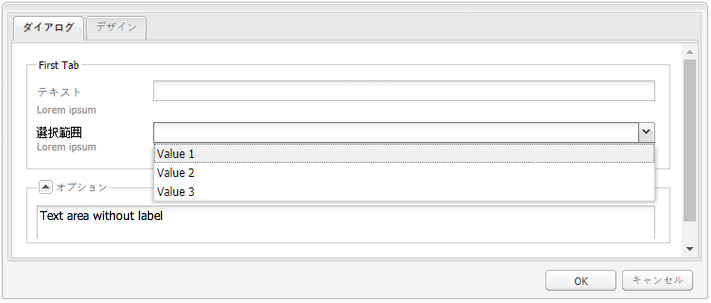 ダイアログ デザイン
First Tab
テキスト
Lorem ipsum
選択範囲
Lorem ipsum
Value 1
Value 2
Value 3
オプション
Text area without label
OK キャンセル